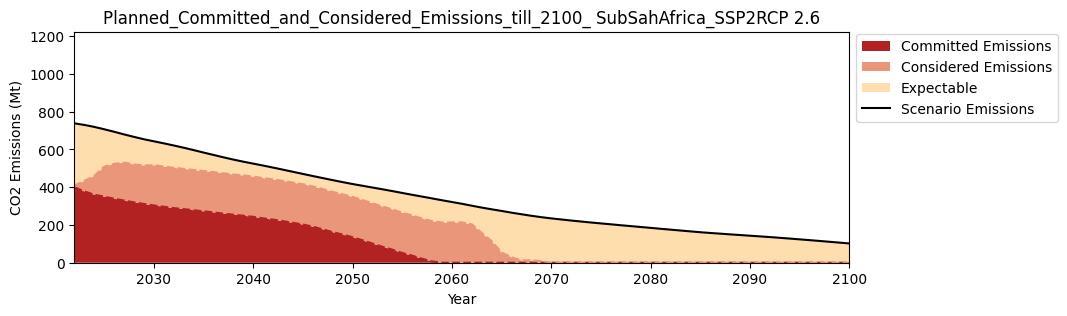 Planned_Committed_and_Considered_Emissions_till_2100_ SubSahAfrica_SSP2RCP 2.6
1200
1000
800
600
400
200
0
CO2 Emissions (Mt)
2030 2040 2050 2060 2070 2080 2090 2100
Year
Committed Emissions
Considered Emissions
Expectable
Scenario Emissions